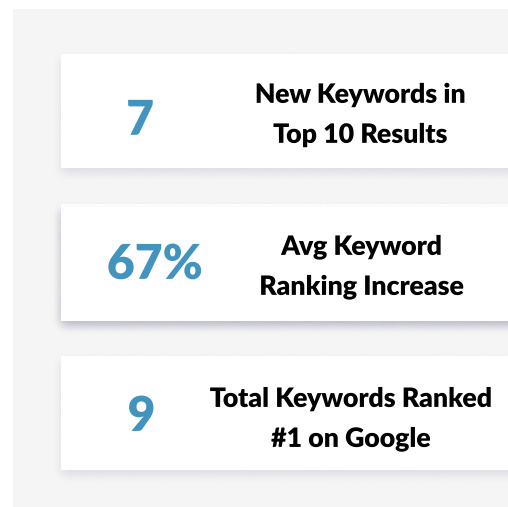 7
New Keywords in
Top 10 Results
67%
Avg Keyword
Ranking Increase
9
Total Keywords Ranked
#1 on Google